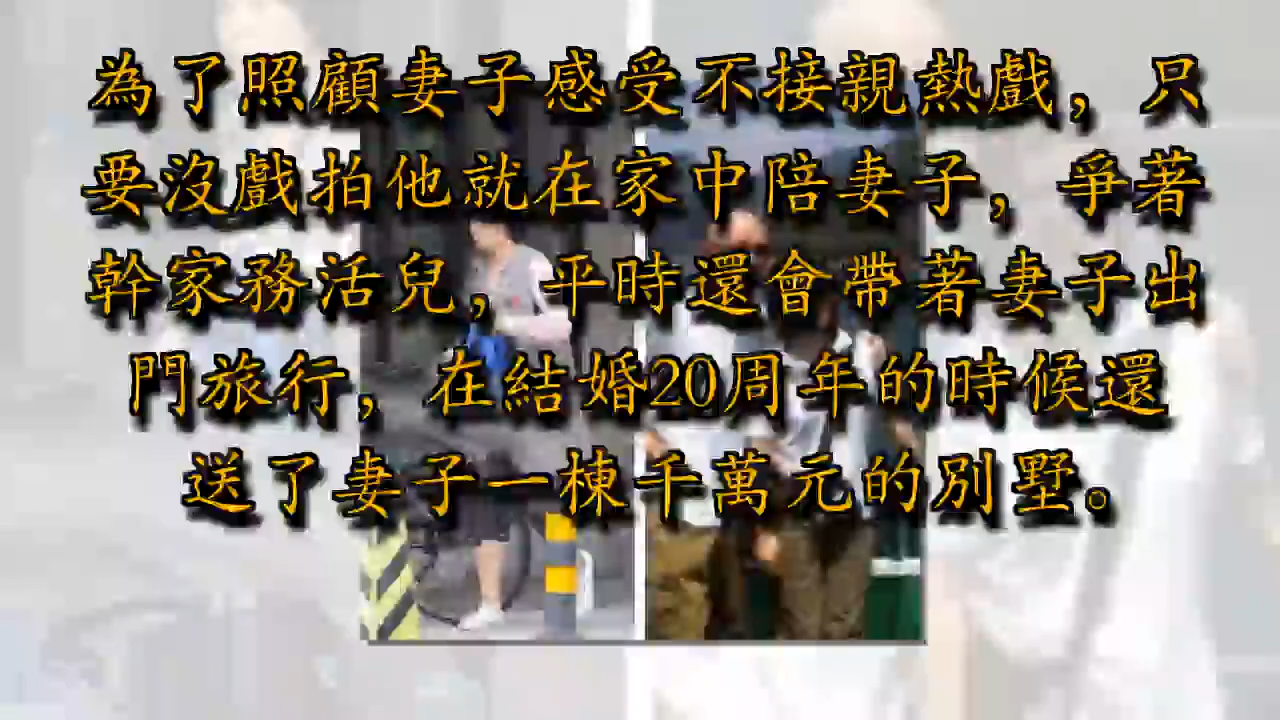 為了照顧妻子感受不接親熱戲，只
要沒戲拍他就在家中陪妻子，爭著
幹家務活兒，平時還會帶著妻子出
門旅行，在結婚20周年的時候還
送了妻子一棟千萬元的別墅。